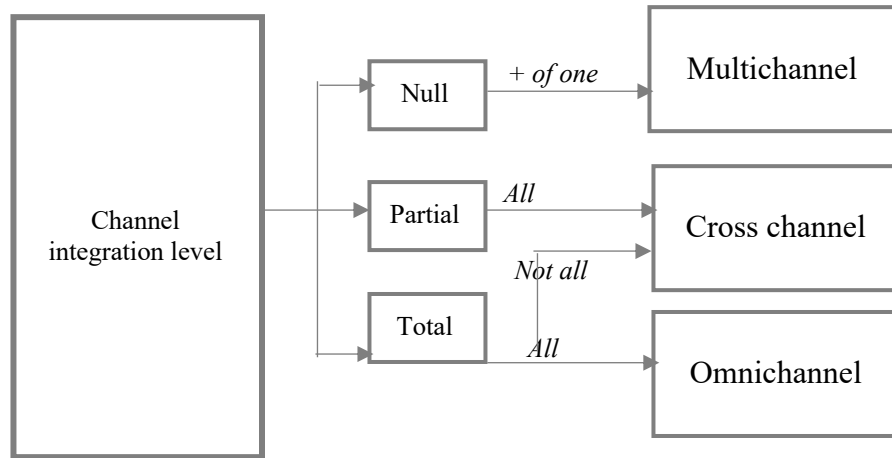 Channel
integration level
Null
+ of one
Multichannel
Partial
All
Cross channel
Not all
Total
All
Omnichannel